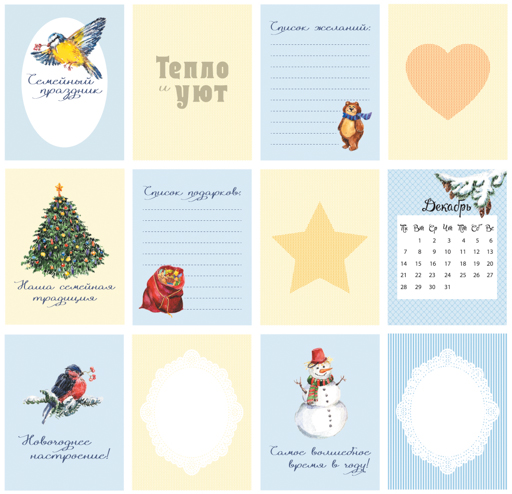 Семейный
праздник
Тепло
и уют
Список желаний:
Наша семейная
традиция
Список подарков:
Декабрь
Пн Вт Ср Чт Пт Сб Вс
1 2 3 4 5 6
7 8 9 10 11 12 13
14 15 16 17 18 19 20
21 22 23 24 25 26 27
28 29 30 31
Новогоднее
настроение!
Самое волшебное
время в году!